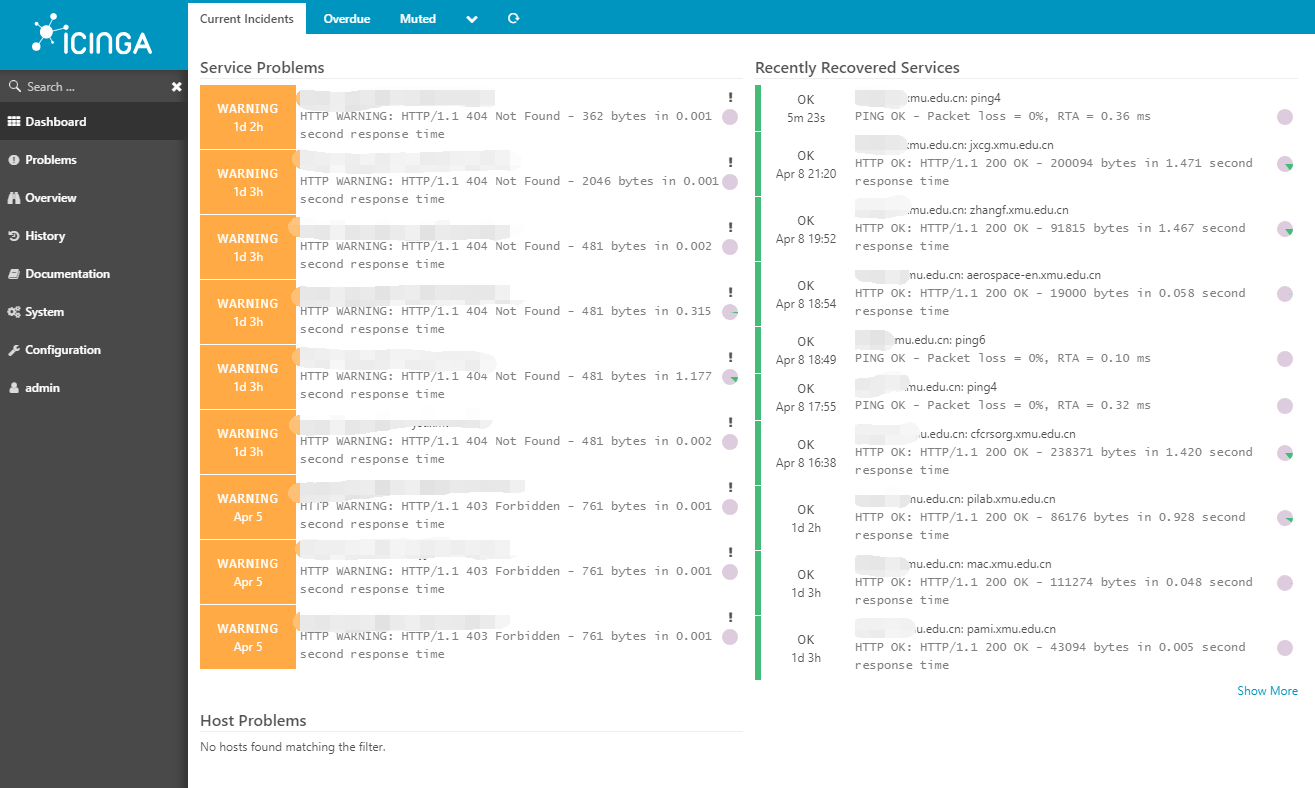 ICINGA
Search ...
Dashboard
Problems
Overview
History
Documentation
System
Configuration
admin
Current Incidents
Overdue
Muted
Service Problems
WARNING
1d 2h
HTTP WARNING: HTTP/1.1 404 Not Found - 362 bytes in 0.001
second response time
WARNING
1d 3h
HTTP WARNING: HTTP/1.1 404 Not Found - 2046 bytes in 0.001
second response time
WARNING
1d 3h
HTTP WARNING: HTTP/1.1 404 Not Found - 481 bytes in 0.002
second response time
WARNING
1d 3h
HTTP WARNING: HTTP/1.1 404 Not Found - 481 bytes in 0.315
second response time
WARNING
1d 3h
HTTP WARNING: HTTP/1.1 404 Not Found - 481 bytes in 1.177
second response time
WARNING
1d 3h
HTTP WARNING: HTTP/1.1 404 Not Found - 481 bytes in 0.002
second response time
WARNING
Apr 5
HTTP WARNING: HTTP/1.1 403 Forbidden - 761 bytes in 0.001
second response time
WARNING
Apr 5
HTTP WARNING: HTTP/1.1 403 Forbidden - 761 bytes in 0.001
second response time
WARNING
Apr 5
HTTP WARNING: HTTP/1.1 403 Forbidden - 761 bytes in 0.001
second response time
Host Problems
No hosts found matching the filter.
Recently Recovered Services
OK
5m 23s
.xmu.edu.cn: ping4
PING OK - Packet loss = 0%, RTA = 0.36 ms
OK
Apr 8 21:20
.mu.edu.cn: jxcg.xmu.edu.cn
HTTP OK: HTTP/1.1 200 OK - 200094 bytes in 1.471 second
response time
OK
Apr 8 19:52
.mu.edu.cn: zhangf.xmu.edu.cn
HTTP OK: HTTP/1.1 200 OK - 91815 bytes in 1.467 second
response time
OK
Apr 8 18:54
mu.edu.cn: aerospace-en.xmu.edu.cn
HTTP OK: HTTP/1.1 200 OK - 19000 bytes in 0.058 second
response time
OK
Apr 8 18:49
mu.edu.cn: ping6
PING OK - Packet loss = 0%, RTA = 0.10 ms
OK
Apr 8 17:55
mu.edu.cn: ping4
PING OK - Packet loss = 0%, RTA = 0.32 ms
OK
Apr 8 16:38
u.edu.cn: cfcrsorg.xmu.edu.cn
HTTP OK: HTTP/1.1 200 OK - 238371 bytes in 1.420 second
response time
OK
1d 2h
mu.edu.cn: pilab.xmu.edu.cn
HTTP OK: HTTP/1.1 200 OK - 86176 bytes in 0.928 second
response time
OK
1d 3h
mu.edu.cn: mac.xmu.edu.cn
HTTP OK: HTTP/1.1 200 OK - 111274 bytes in 0.048 second
response time
OK
1d 3h
u.edu.cn: pami.xmu.edu.cn
HTTP OK: HTTP/1.1 200 OK - 43094 bytes in 0.005 second
response time
Show More